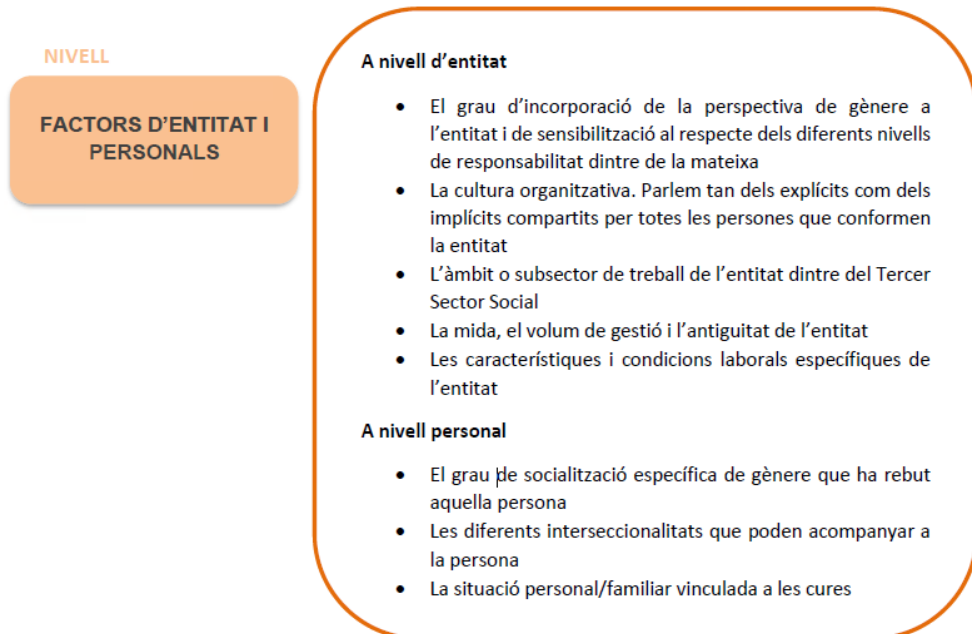 NIVELL
FACTORS D'ENTITAT I
PERSONALS
A nivell d'entitat
• El grau d'incorporació de la perspectiva de gènere a
l'entitat i de sensibilització al respecte dels diferents nivells
de responsabilitat dintre de la mateixa
• La cultura organitzativa. Parlem tan dels explícits com dels
implícits compartits per totes les persones que conformen
la entitat
• L'àmbit o subsector de treball de l'entitat dintre del Tercer
Sector Social
• La mida, el volum de gestió i l'antiguitat de l'entitat
• Les característiques i condicions laborals específiques de
l'entitat
A nivell personal
• El grau de socialització específica de gènere que ha rebut
aquella persona
• Les diferents interseccionalitats que poden acompanyar a
la persona
• La situació personal/familiar vinculada a les cures